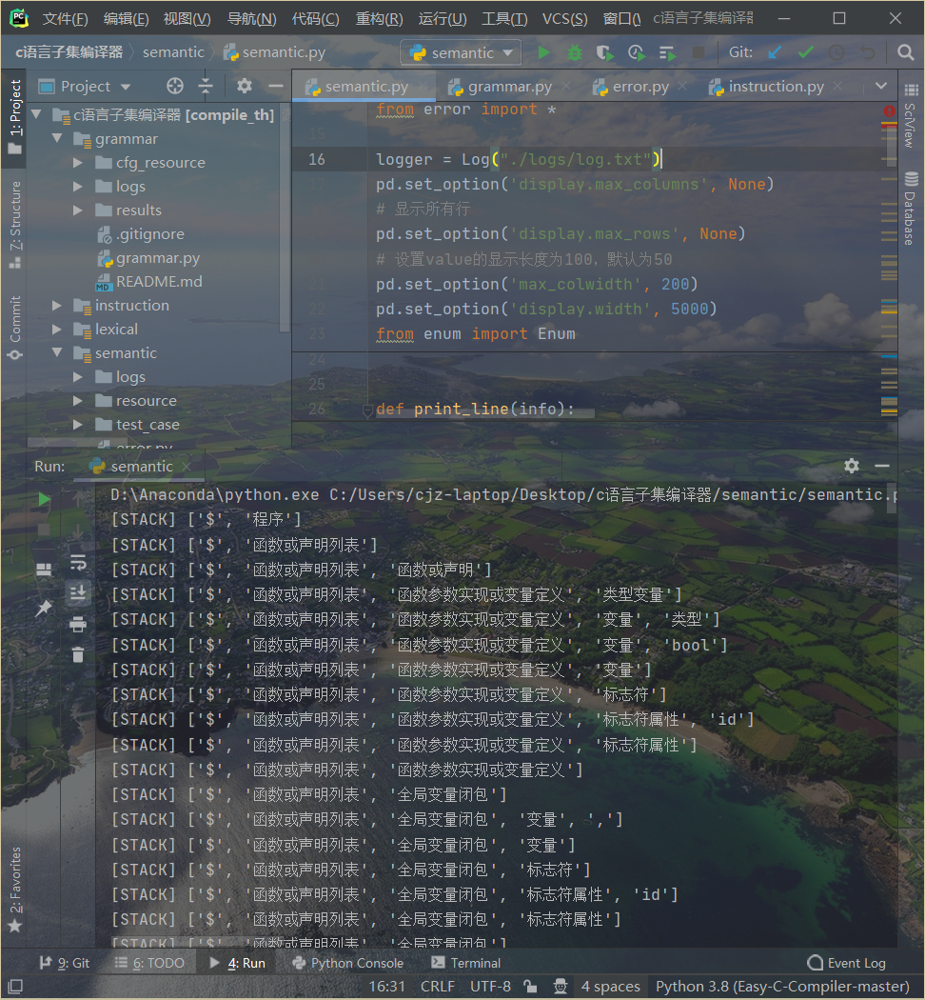 文件(F) 编辑(E) 视图(V) 导航(N) 代码(C) 重构(R) 运行(U) 工具(T) VCS(S) 窗口(\ c语言子集编译器
c语言子集编译器 semantic semantic.py semantic Git:
Project semantic.py grammar.py error.py instruction.py
1: Project
Z: Structure
Commit
2: Favorites
SciView
Database
c语言子集编译器 [compile_th]
grammar
cfg_resource
logs
results
.gitignore
grammar.py
README.md
instruction
lexical
semantic
logs
resource
test_case
error.py
from error import *
16 logger = Log("./logs/log.txt")
pd.set_option('display.max_columns', None)
# 显示所有行
pd.set_option('display.max_rows', None)
# 设置value的显示长度为100，默认为50
pd.set_option('max_colwidth', 200)
22 pd.set_option('display.width', 5000)
23 from enum import Enum
24
25
26 def print_line(info):
Run: semantic
D:\Anaconda\python.exe C:/Users/cjz-laptop/Desktop/c语言子集编译器/semantic/semantic.p
[STACK] ['$', '程序']
[STACK] ['$', '函数或声明列表']
[STACK] ['$', '函数或声明列表', '函数或声明']
[STACK] ['$', '函数或声明列表', '函数参数实现或变量定义', '类型变量']
[STACK] ['$', '函数或声明列表', '函数参数实现或变量定义', '变量', '类型']
[STACK] ['$', '函数或声明列表', '函数参数实现或变量定义', '变量', 'bool']
[STACK] ['$', '函数或声明列表', '函数参数实现或变量定义', '变量']
[STACK] ['$', '函数或声明列表', '函数参数实现或变量定义', '标志符']
[STACK] ['$', '函数或声明列表', '函数参数实现或变量定义', '标志符属性', 'id']
[STACK] ['$', '函数或声明列表', '函数参数实现或变量定义', '标志符属性']
[STACK] ['$', '函数或声明列表', '函数参数实现或变量定义']
[STACK] ['$', '函数或声明列表', '全局变量闭包']
[STACK] ['$', '函数或声明列表', '全局变量闭包', '变量', ',']
[STACK] ['$', '函数或声明列表', '全局变量闭包', '变量']
[STACK] ['$', '函数或声明列表', '全局变量闭包', '标志符']
[STACK] ['$', '函数或声明列表', '全局变量闭包', '标志符属性', 'id']
[STACK] ['$', '函数或声明列表', '全局变量闭包', '标志符属性']
[STACK] ['$', '函数或声明列表', '全局变量闭包']
9: Git 6: TODO 4: Run Python Console Terminal Event Log
16:31 CRLF UTF-8 4 spaces Python 3.8 (Easy-C-Compiler-master)